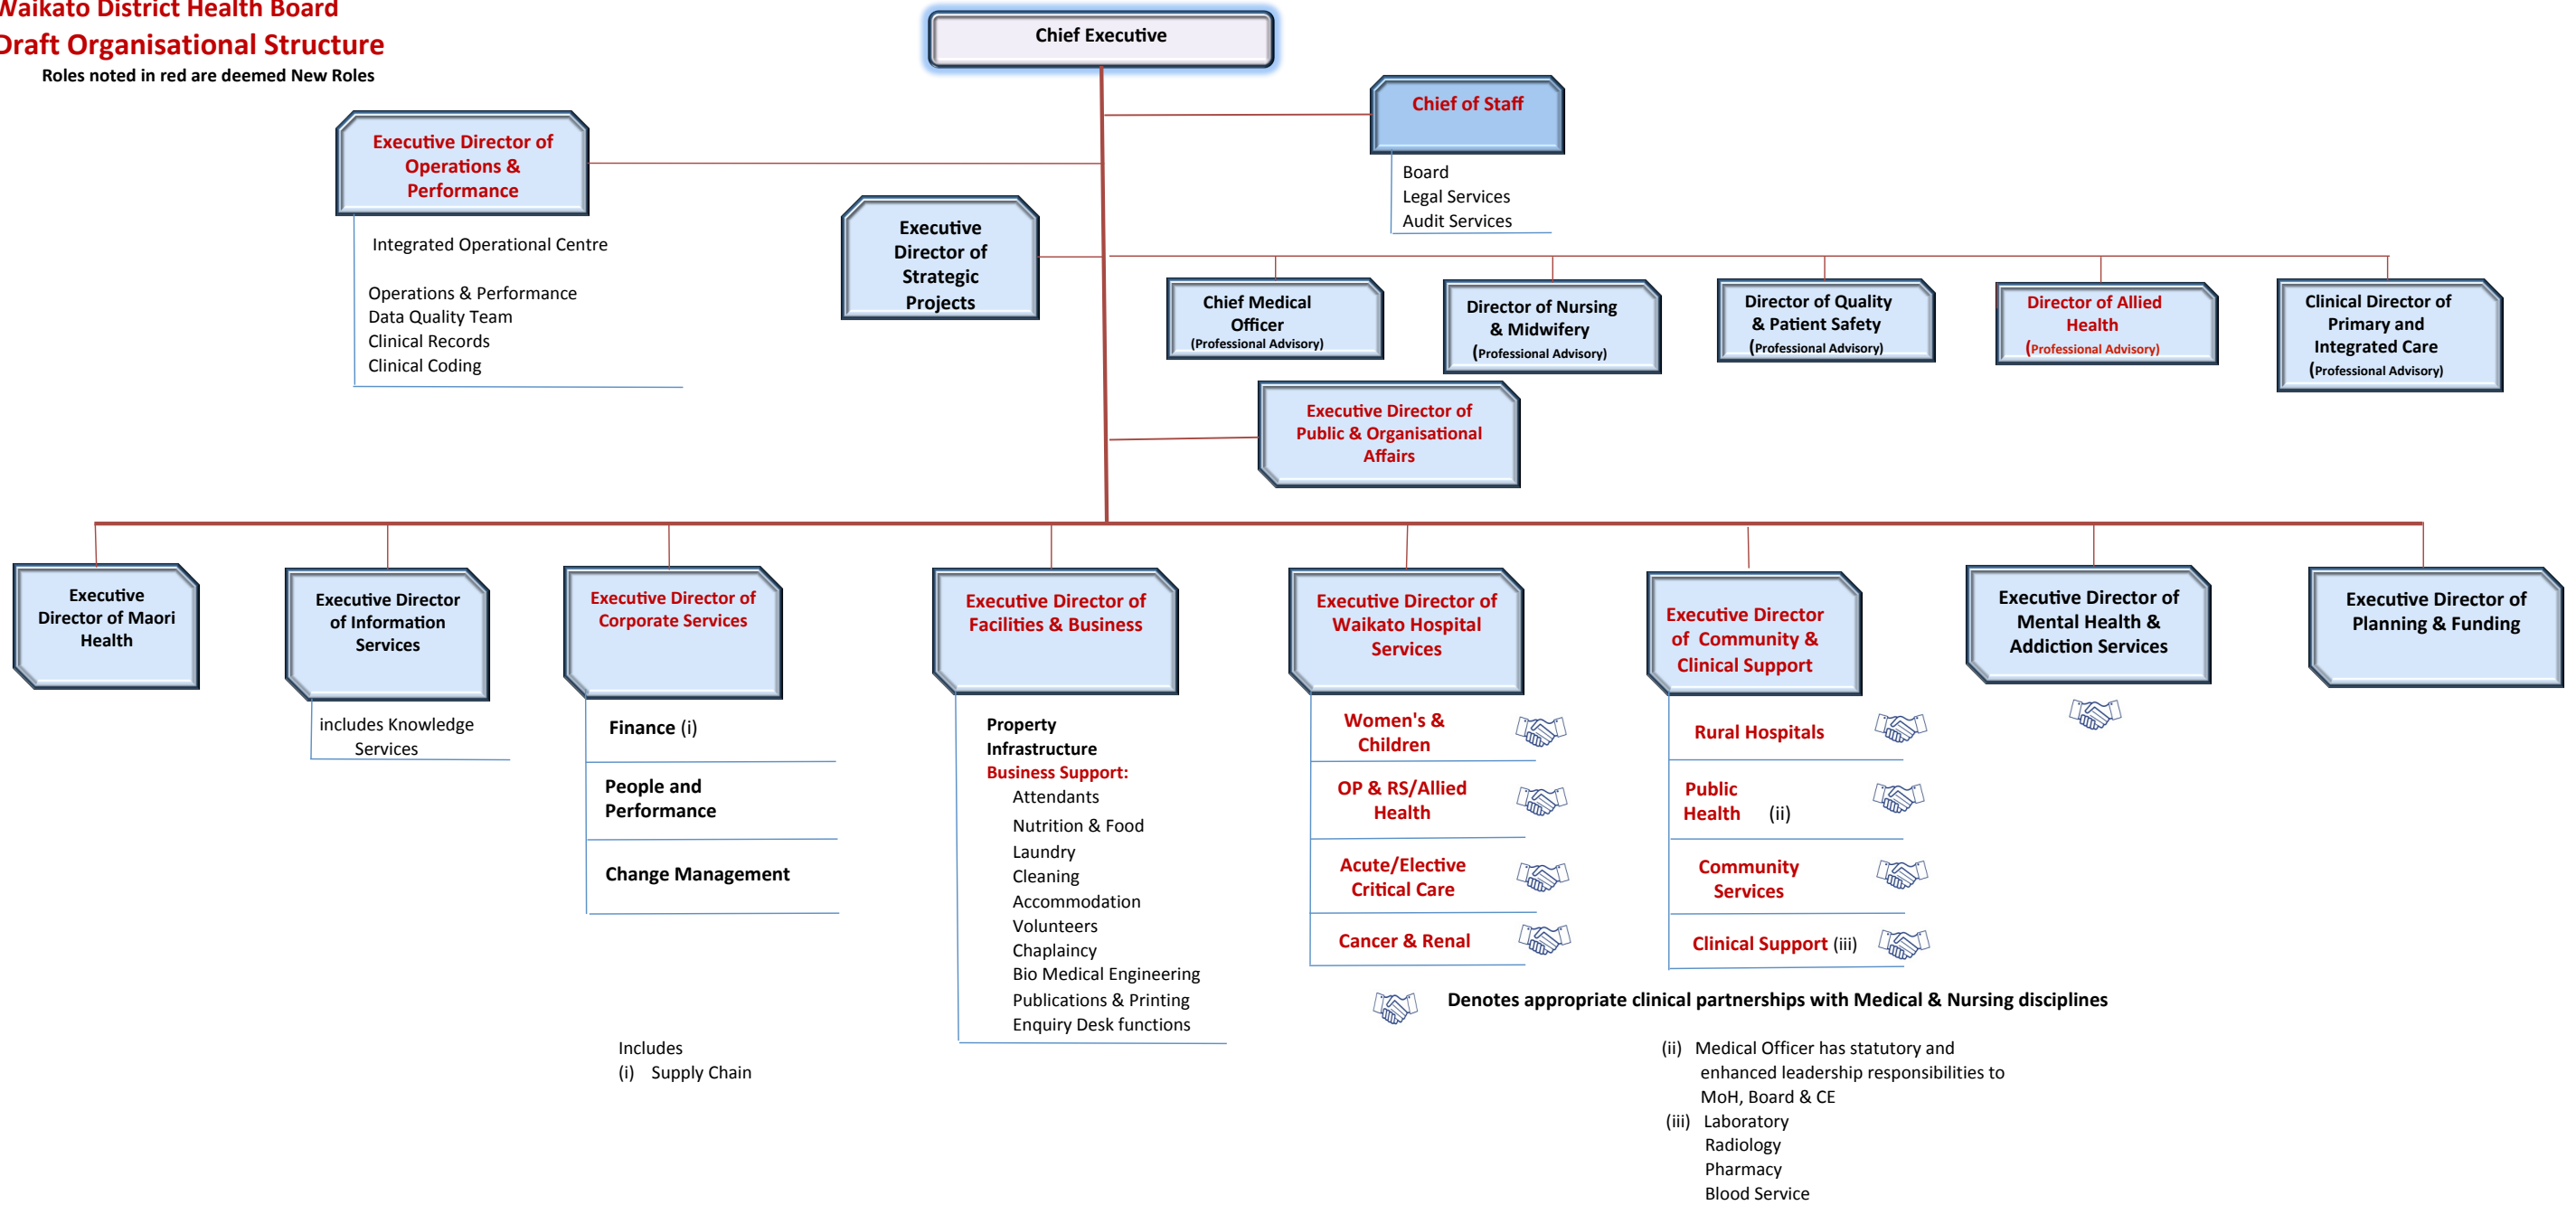 Waikato District Health Board
Draft Organisational Structure
Roles noted in red are deemed New Roles
Chief Executive
Chief of Staff
Board
Legal Services
Audit Services
Executive Director of
Operations &
Performance
Integrated Operational Centre
Operations & Performance
Data Quality Team
Clinical Records
Clinical Coding
Executive
Director of
Strategic
Projects
Chief Medical
Officer
(Professional Advisory)
Director of Nursing
& Midwifery
(Professional Advisory)
Director of Quality
& Patient Safety
(Professional Advisory)
Director of Allied
Health
(Professional Advisory)
Clinical Director of
Primary and
Integrated Care
(Professional Advisory)
Executive Director of
Public & Organisational
Affairs
Executive
Director of Maori
Health
Executive Director
of Information
Services
includes Knowledge
Services
Executive Director of
Corporate Services
Finance (i)
People and
Performance
Change Management
Includes
(i) Supply Chain
Executive Director of
Facilities & Business
Property
Infrastructure
Business Support:
Attendants
Nutrition & Food
Laundry
Cleaning
Accommodation
Volunteers
Chaplaincy
Bio Medical Engineering
Publications & Printing
Enquiry Desk functions
Executive Director of
Waikato Hospital
Services
Women's &
Children
OP & RS/Allied
Health
Acute/Elective
Critical Care
Cancer & Renal
Executive Director
of Community &
Clinical Support
Rural Hospitals
Public
Health (ii)
Community
Services
Clinical Support (iii)
Executive Director of
Mental Health &
Addiction Services
Executive Director of
Planning & Funding
Denotes appropriate clinical partnerships with Medical & Nursing disciplines
(ii) Medical Officer has statutory and
enhanced leadership responsibilities to
MoH, Board & CE
(iii) Laboratory
Radiology
Pharmacy
Blood Service